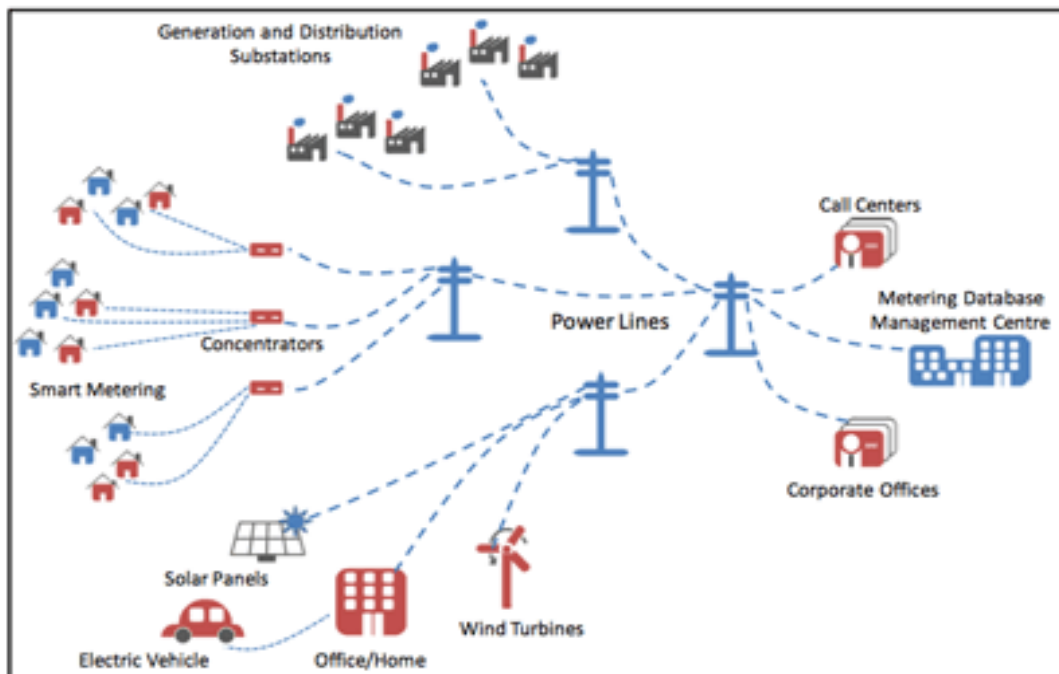 Generation and Distribution
Substations
Call Centers
Metering Database
Management Centre
Power Lines
Concentrators
Smart Metering
Corporate Offices
Solar Panels
Wind Turbines
Electric Vehicle
Office/Home